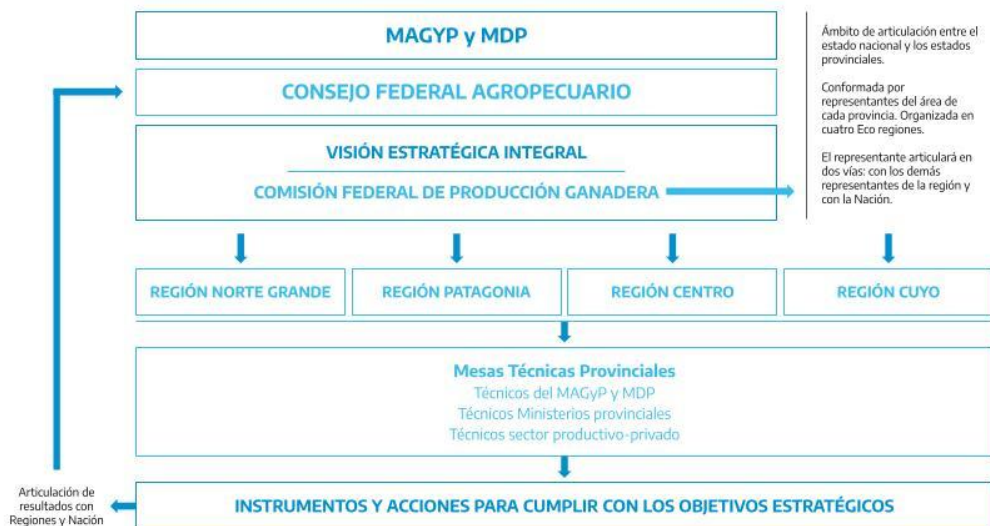 MAGYP y MDP
CONSEJO FEDERAL AGROPECUARIO
VISIÓN ESTRATÉGICA INTEGRAL
COMISIÓN FEDERAL DE PRODUCCIÓN GANADERA
Ámbito de articulación entre el
estado nacional y los estados
provinciales.
Conformada por
representantes del área de
cada provincia. Organizada en
cuatro Eco regiones.
El representante articulará en
dos vías: con los demás
representantes de la región y
con la Nación.
REGIÓN NORTE GRANDE
REGIÓN PATAGONIA
REGIÓN CENTRO
REGIÓN CUYO
Mesas Técnicas Provinciales
Técnicos del MAGyP y MDP
Técnicos Ministerios provinciales
Técnicos sector productivo-privado
Articulación de
resultados con
Regiones y Nación
INSTRUMENTOS Y ACCIONES PARA CUMPLIR CON LOS OBJETIVOS ESTRATÉGICOS